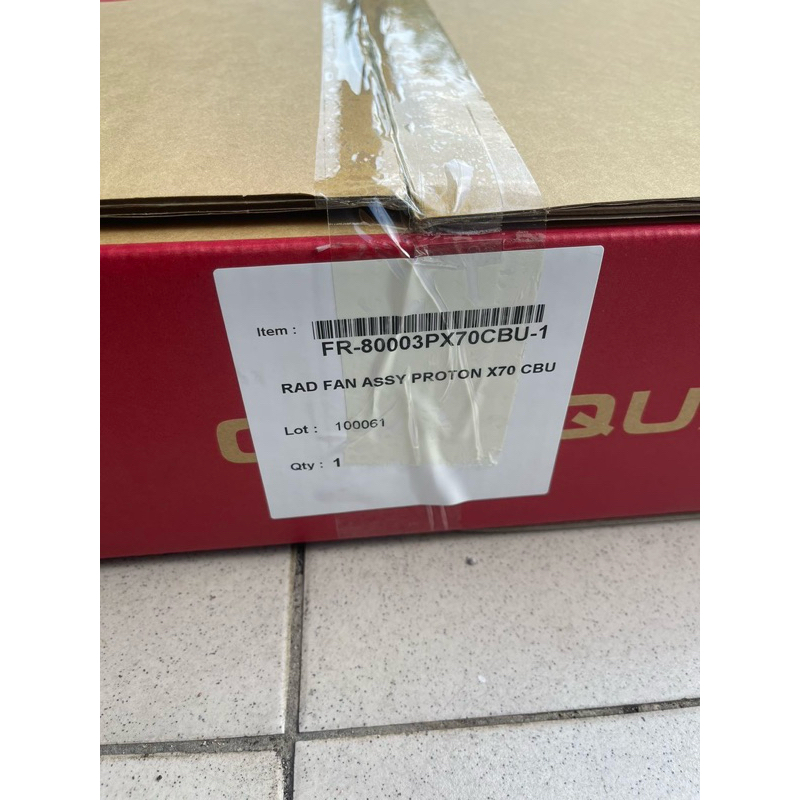 Item :
FR-80003PX70CBU-1
RAD FAN ASSY PROTON X70 CBU
Lot : 100061
Qty : 1